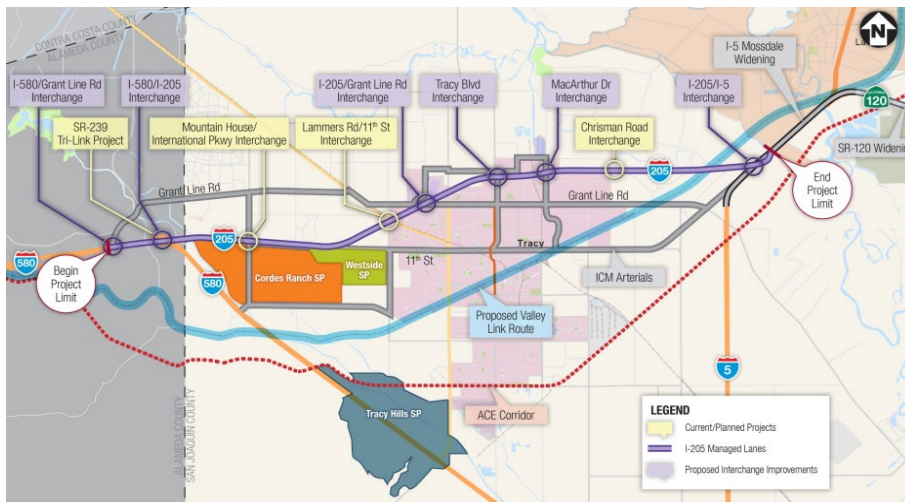 CONTRA COSTA COUNTY
ALAMEDA COUNTY
N
I-5 Mossdale
Widening
La
I-580/Grant Line Rd
Interchange
I-580/I-205
Interchange
I-205/Grant Line Rd
Interchange
Tracy Blvd
Interchange
MacArthur Dr
Interchange
I-205/I-5
Interchange
CALIFORNIA
120
SR-239
Tri-Link Project
Mountain House/
International Pkwy Interchange
Lammers Rd/11th St
Interchange
Chrisman Road
Interchange
SR-120 Widening
205
End
Project
Limit
Grant Line Rd
Grant Line Rd
205
580
Begin
Project
Limit
580
Cordes Ranch SP
Westside
SP
11th St
Tracy
ICM Arterials
Proposed Valley
Link Route
5
Tracy Hills SP
ACE Corridor
ALAMEDA COUNTY
SAN JOAQUIN COUNTY
LEGEND
Current/Planned Projects
I-205 Managed Lanes
Proposed Interchange Improvements